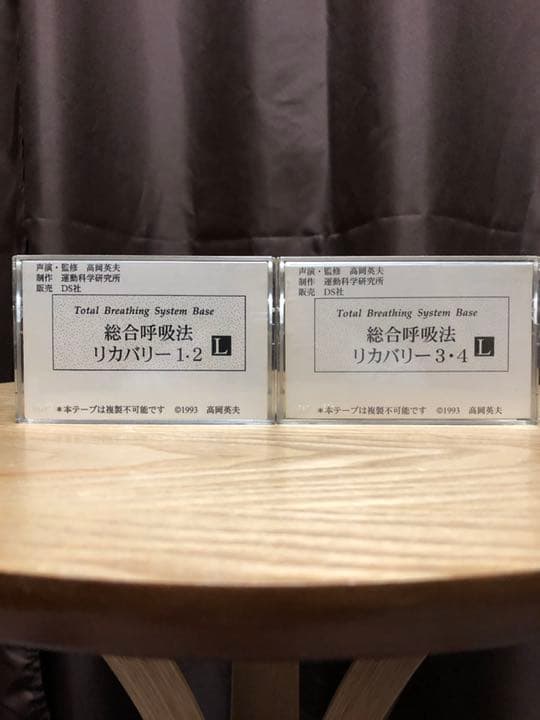 声演・監修 高岡英夫
制作 運動科学研究所
販売 DS社
Total Breathing System Base
総合呼吸法
リカバリー1・2 L
＊本テープは複製不可能です ©1993 高岡英夫
声演・監修 高岡英夫
制作 運動科学研究所
販売 DS社
Total Breathing System Base
総合呼吸法
リカバリー3・4 L
＊本テープは複製不可能です ©1993 高岡英夫